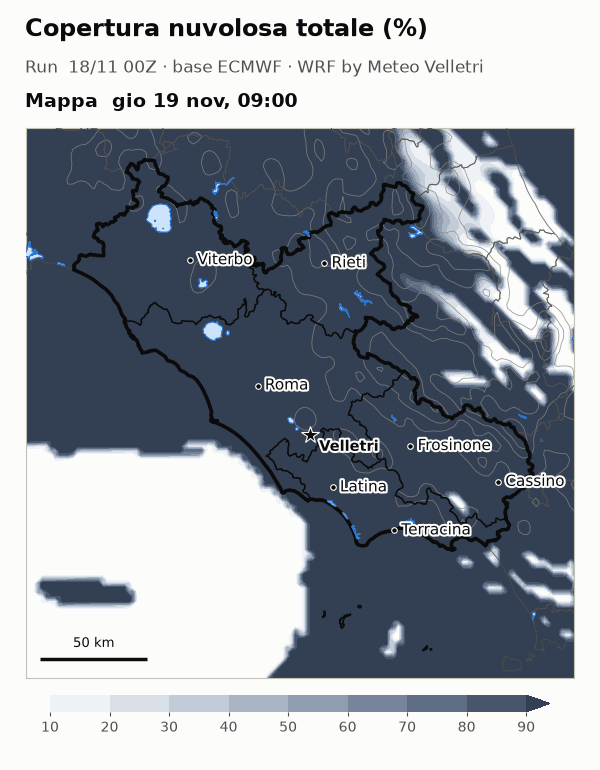 Copertura nuvolosa totale (%)
Run  18/11 00Z · base ECMWF · WRF by Meteo Velletri
Mappa  gio 19 nov, 09:00
Viterbo
Rieti
Roma
Velletri
Frosinone
Cassino
Latina
Terracina
50 km
10 20 30 40 50 60 70 80 90